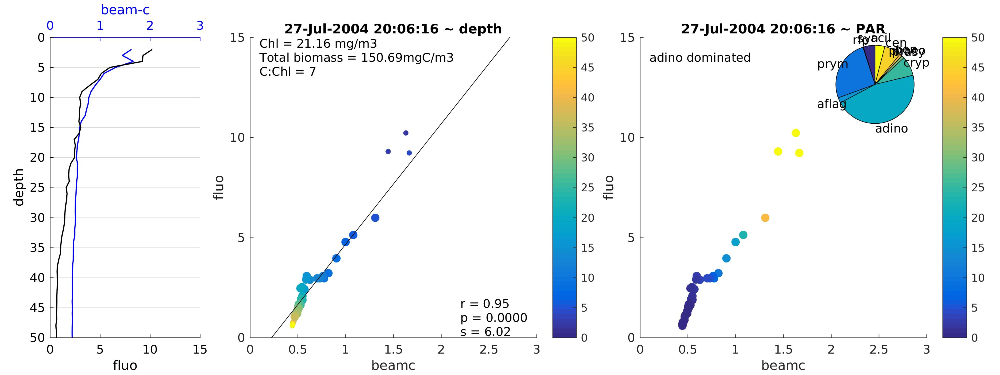 beam-c
0 1 2 3
0
5
10
15
20
25
30
35
40
45
50
depth
0 5 10 15
fluo
27-Jul-2004 20:06:16 ~ depth
Chl = 21.16 mg/m3
Total biomass = 150.69mgC/m3
C:Chl = 7
15
10
5
0
fluo
r = 0.95
p = 0.0000
s = 6.02
0 0.5 1 1.5 2 2.5 3
beamc
50
45
40
35
30
25
20
15
10
5
0
27-Jul-2004 20:06:16 ~ PAR
adino dominated
cil
cen
cryp
prym
aflag
adino
15
10
5
0
fluo
0 0.5 1 1.5 2 2.5 3
beamc
50
45
40
35
30
25
20
15
10
5
0